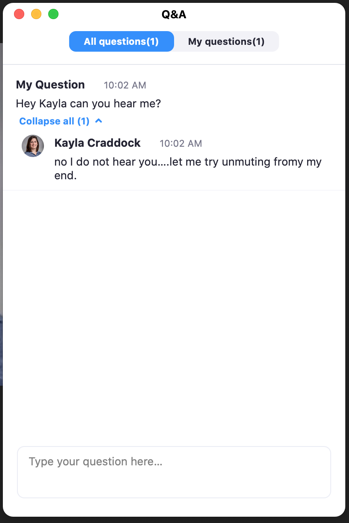 Q&A
All questions(1)
My questions(1)
My Question 10:02 AM
Hey Kayla can you hear me?
Collapse all (1)
Kayla Craddock 10:02 AM
no I do not hear you....let me try unmuting fromy my
end.
Type your question here...